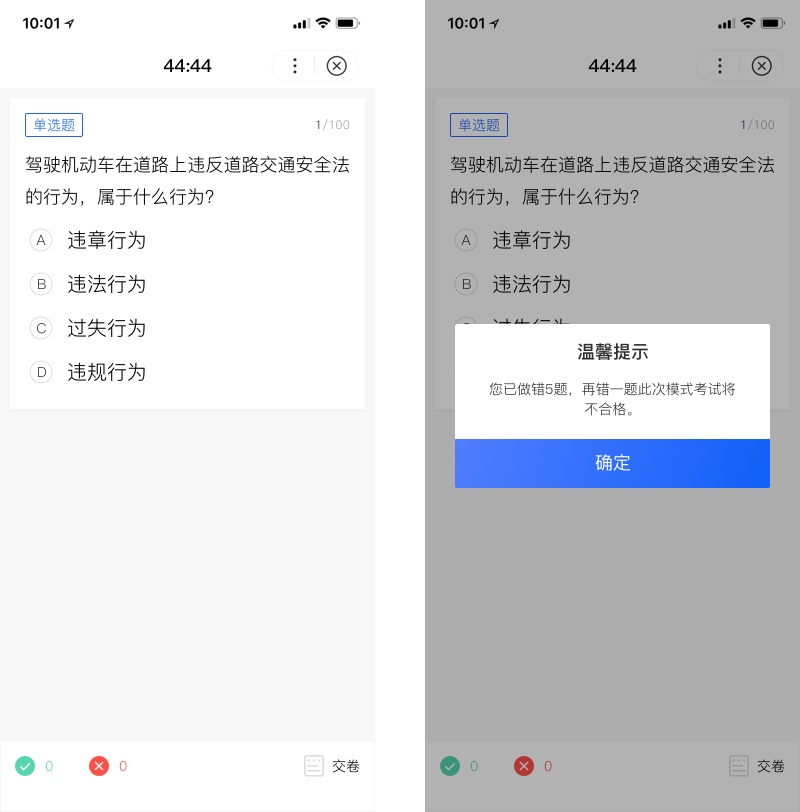 10:01
44:44
单选题
1/100
驾驶机动车在道路上违反道路交通安全法
的行为，属于什么行为？
A 违章行为
B 违法行为
C 过失行为
D 违规行为
0
0
交卷
10:01
44:44
单选题
1/100
驾驶机动车在道路上违反道路交通安全法
的行为，属于什么行为？
A 违章行为
B 违法行为
温馨提示
您已做错5题，再错一题此次模式考试将
不合格。
确定
0
0
交卷